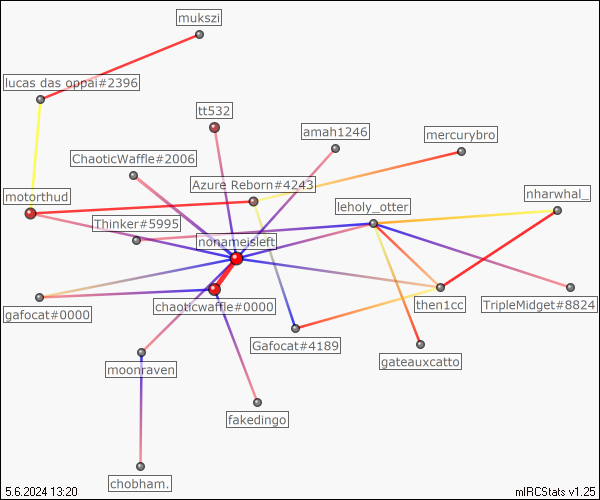 mukszi
lucas das oppai#2396
tt532
amah1246
mercurybro
ChaoticWaffle#2006
Azure Reborn#4243
motorthud
nharwhal_
leholy_otter
Thinker#5995
nonameisleft
chaoticwaffle#0000
gafocat#0000
then1cc
TripleMidget#8824
Gafocat#4189
gateauxcatto
moonraven
fakedingo
chobham.
5.6.2024 13:20
mIRCStats v1.25